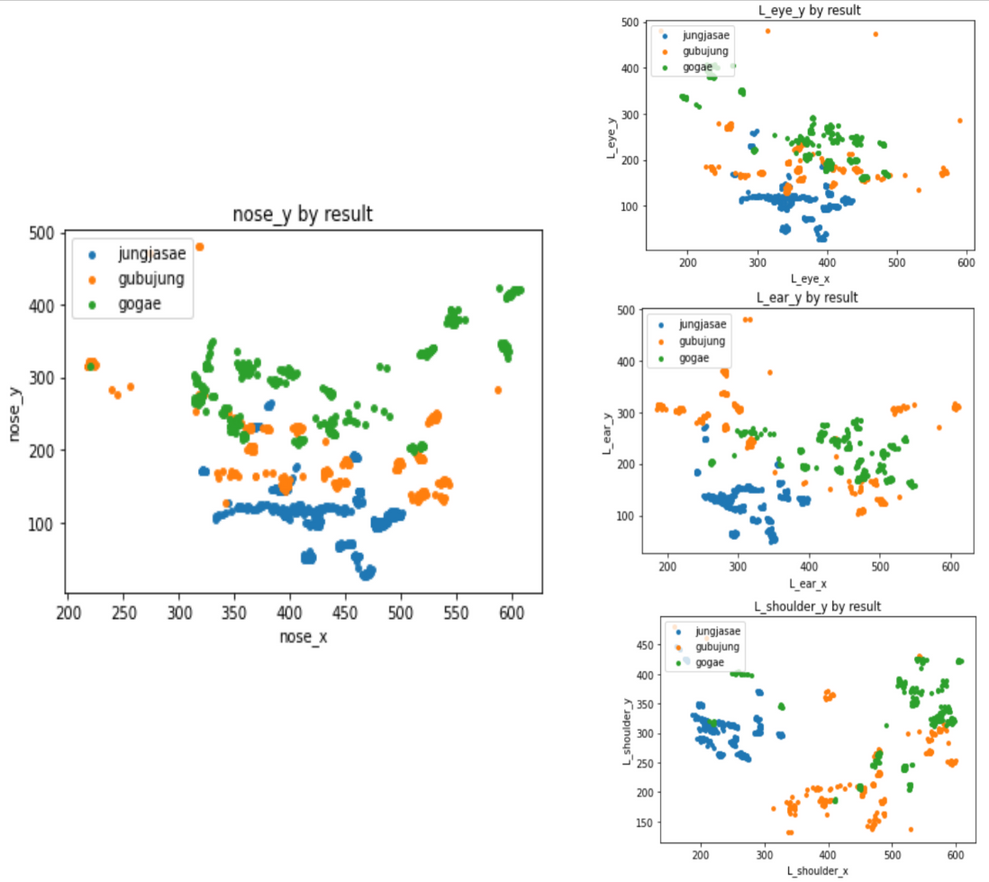 nose_y by result
500
400
300
200
100
nose_y
jungjasae
gubujung
gogae
200 250 300 350 400 450 500 550 600
nose_x
L_eye_y by result
500
400
300
200
100
L_eye_y
jungjasae
gubujung
gogae
200 300 400 500 600
L_eye_x
L_ear_y by result
500
400
300
200
100
L_ear_y
jungjasae
gubujung
gogae
200 300 400 500 600
L_ear_x
L_shoulder_y by result
450
400
350
300
250
200
150
L_shoulder_y
jungjasae
gubujung
gogae
200 300 400 500 600
L_shoulder_x